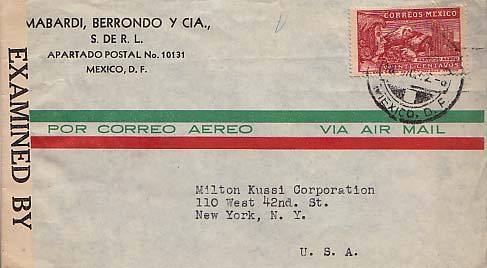 MABARDI, BERRONDO Y CIA.,
S. DE R. L.
APARTADO POSTAL No. 10131
MEXICO, D. F.
CORREOS MEXICO
CENTAVOS
MEXICO, D. F.
EXAMINED BY
POR CORREO AEREO VIA AIR MAIL
Milton Kussi Corporation
110 West 42nd. St.
New York, N. Y.
U. S. A.